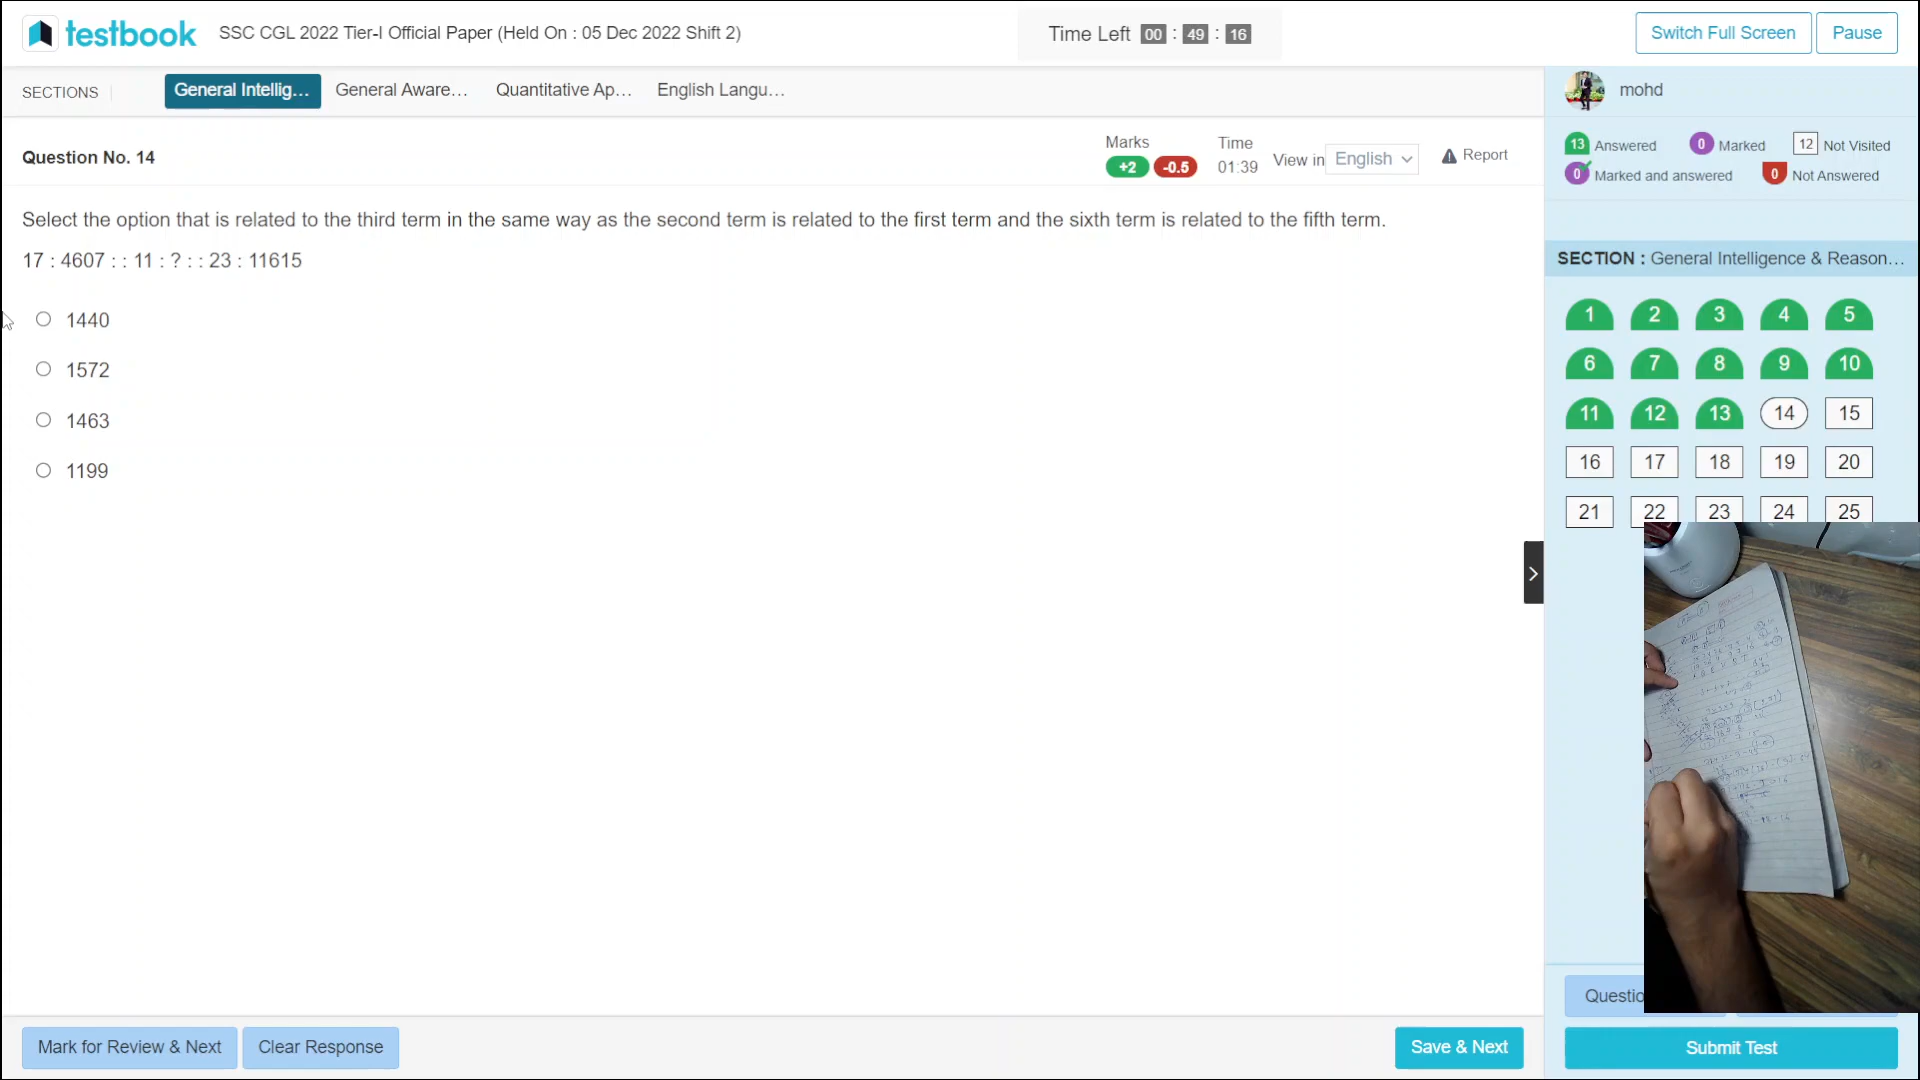 testbook
SSC CGL 2022 Tier-I Official Paper (Held On : 05 Dec 2022 Shift 2)
Time Left 00 : 49 : 16
Switch Full Screen
Pause
SECTIONS
General Intellig...
General Aware...
Quantitative Ap...
English Langu...
mohd
Question No. 14
Marks
+2 -0.5
Time
01:39
View in English
Report
13 Answered
0 Marked
12 Not Visited
0 Marked and answered
0 Not Answered
Select the option that is related to the third term in the same way as the second term is related to the first term and the sixth term is related to the fifth term.
17 : 4607 : : 11 : ? : : 23 : 11615
1440
1572
1463
1199
SECTION : General Intelligence & Reason...
1 2 3 4 5
6 7 8 9 10
11 12 13 14 15
16 17 18 19 20
21 22 23 24 25
Mark for Review & Next
Clear Response
Save & Next
Questio
Submit Test